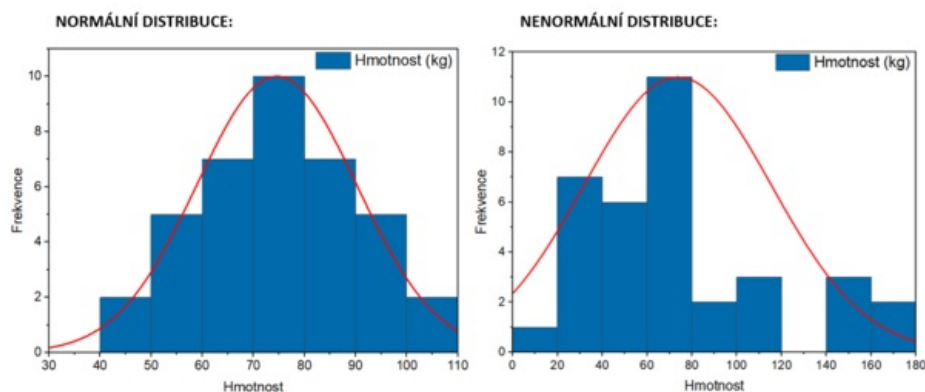 NORMÁLNÍ DISTRIBUCE:
NENORMÁLNÍ DISTRIBUCE:
Hmotnost (kg)
10
8
6
4
2
0
Frekvence
30 40 50 60 70 80 90 100 110
Hmotnost
Hmotnost (kg)
12
10
8
6
4
2
0
Frekvence
0 20 40 60 80 100 120 140 160 180
Hmotnost